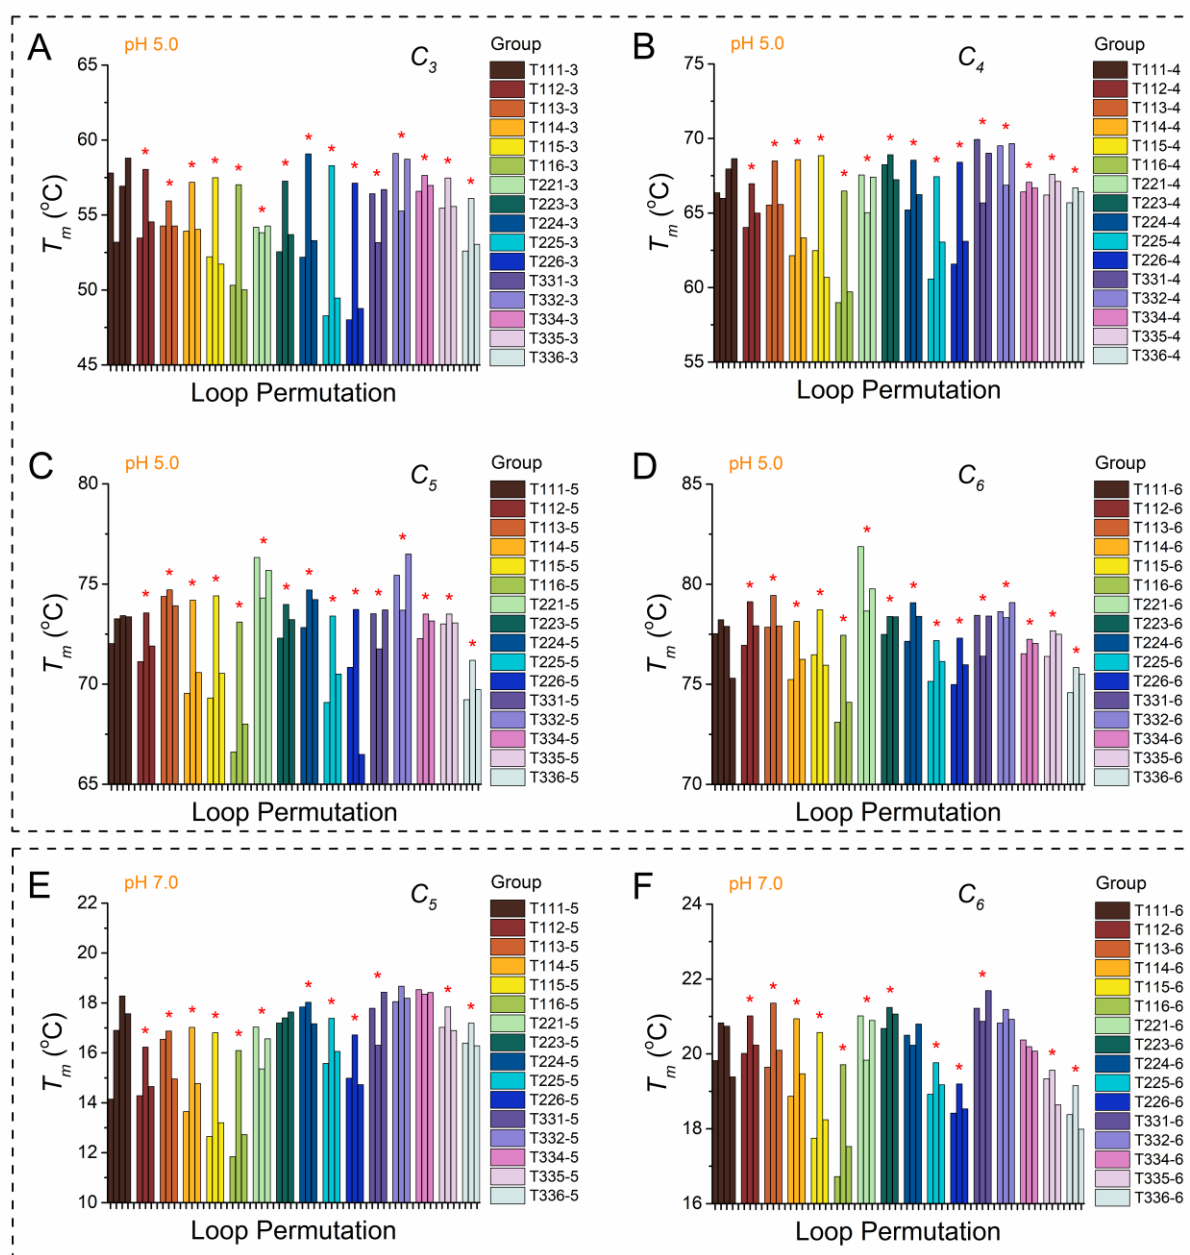 A
pH 5.0
C3
Group
T111-3
T112-3
T113-3
T114-3
T115-3
T116-3
T221-3
T223-3
T224-3
T225-3
T226-3
T331-3
T332-3
T334-3
T335-3
T336-3
65
60
55
50
45
Tm (oC)
* * * * * * * * * * * * * * *
Loop Permutation
B
pH 5.0
C4
Group
T111-4
T112-4
T113-4
T114-4
T115-4
T116-4
T221-4
T223-4
T224-4
T225-4
T226-4
T331-4
T332-4
T334-4
T335-4
T336-4
75
70
65
60
55
Tm (oC)
* * * * * * * * * * * * * * *
Loop Permutation
C
pH 5.0
C5
Group
T111-5
T112-5
T113-5
T114-5
T115-5
T116-5
T221-5
T223-5
T224-5
T225-5
T226-5
T331-5
T332-5
T334-5
T335-5
T336-5
80
75
70
65
Tm (oC)
* * * * * * * * * * * * * * *
Loop Permutation
D
pH 5.0
C6
Group
T111-6
T112-6
T113-6
T114-6
T115-6
T116-6
T221-6
T223-6
T224-6
T225-6
T226-6
T331-6
T332-6
T334-6
T335-6
T336-6
85
80
75
70
Tm (oC)
* * * * * * * * * * * * * * *
Loop Permutation
E
pH 7.0
C5
Group
T111-5
T112-5
T113-5
T114-5
T115-5
T116-5
T221-5
T223-5
T224-5
T225-5
T226-5
T331-5
T332-5
T334-5
T335-5
T336-5
22
20
18
16
14
12
10
Tm (oC)
* * * * * * * * * * * *
Loop Permutation
F
pH 7.0
C6
Group
T111-6
T112-6
T113-6
T114-6
T115-6
T116-6
T221-6
T223-6
T224-6
T225-6
T226-6
T331-6
T332-6
T334-6
T335-6
T336-6
24
22
20
18
16
Tm (oC)
* * * * * * * * * * * *
Loop Permutation